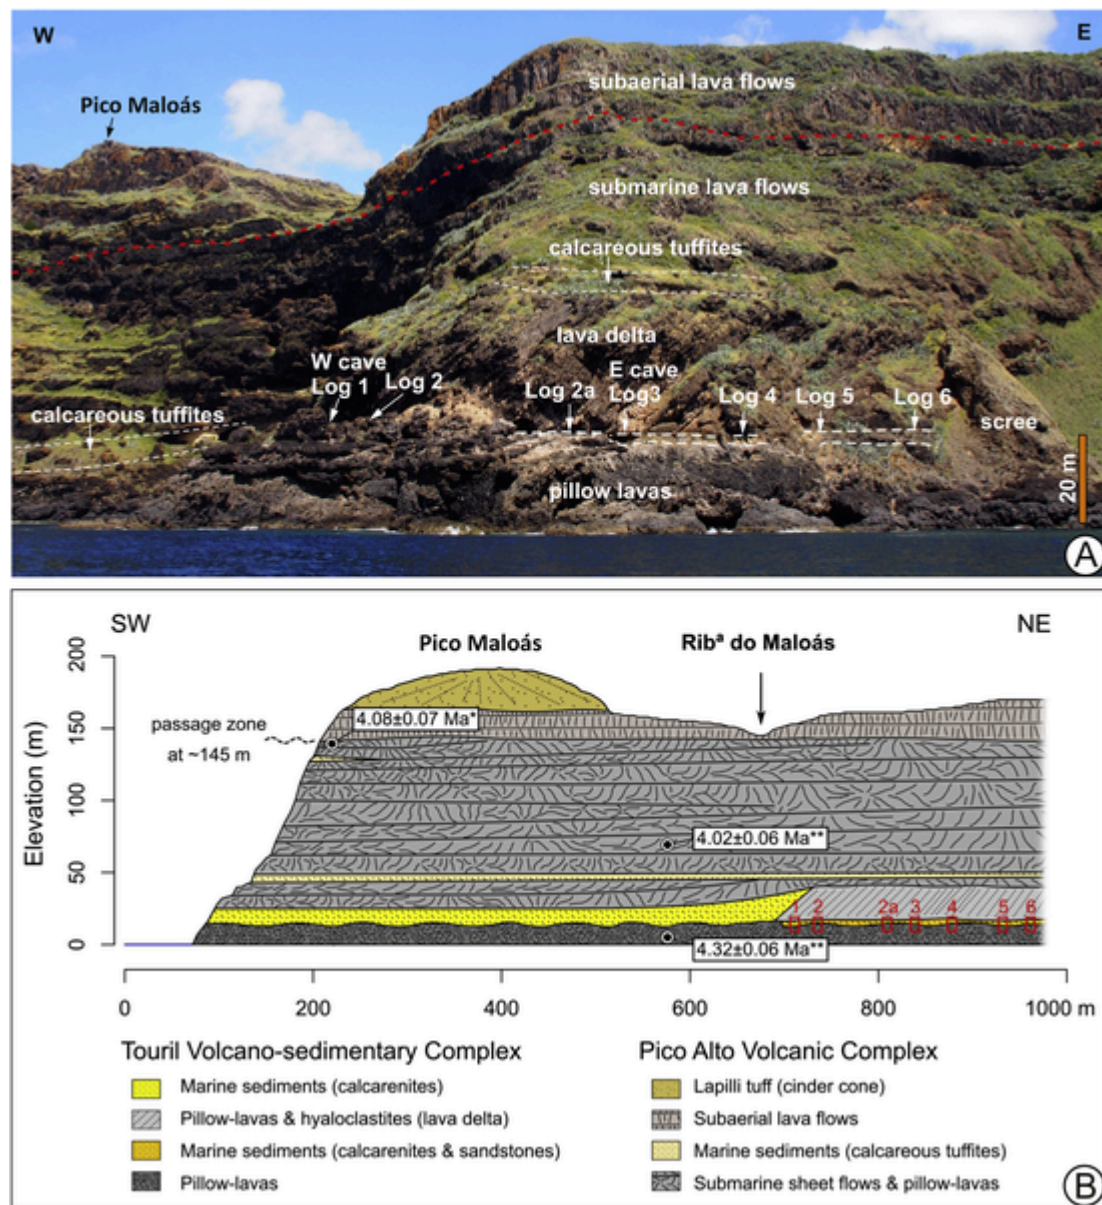 W
E
subaerial lava flows
Pico Maloás
submarine lava flows
calcareous tuffites
lava delta
W cave
Log 1
Log 2
Log 2a
E cave
Log3
Log 4
Log 5
Log 6
calcareous tuffites
scree
pillow lavas
20 m
A
SW
NE
Pico Maloás
Ribª do Maloás
200
150
100
50
0
Elevation (m)
passage zone
at ~145 m
4.08±0.07 Ma*
4.02±0.06 Ma**
4.32±0.06 Ma**
1
2
2a
3
4
5
6
0
200
400
600
800
1000 m
Touril Volcano-sedimentary Complex
Marine sediments (calcarenites)
Pillow-lavas & hyaloclastites (lava delta)
Marine sediments (calcarenites & sandstones)
Pillow-lavas
Pico Alto Volcanic Complex
Lapilli tuff (cinder cone)
Subaerial lava flows
Marine sediments (calcareous tuffites)
Submarine sheet flows & pillow-lavas
B